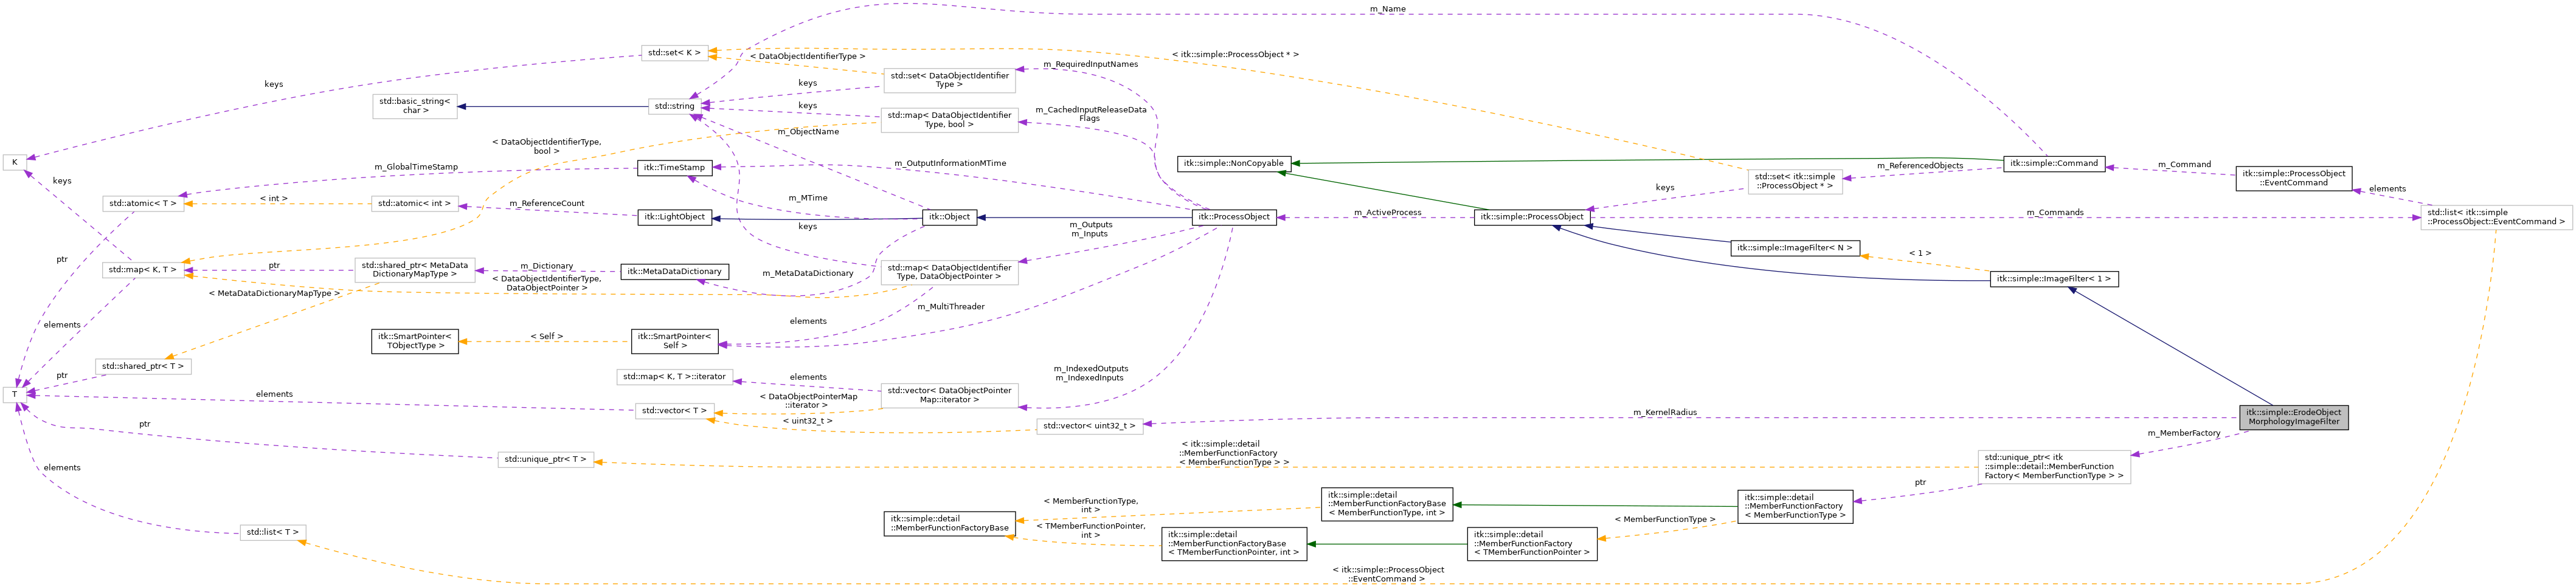 m_Name
std::set< K >
< itk::simple::ProcessObject * >
< DataObjectIdentifierType >
m_RequiredInputNames
keys
std::set< DataObjectIdentifier
Type >
keys
std::basic_string<
char >
std::string
keys
m_CachedInputReleaseData
Flags
std::map< DataObjectIdentifier
Type, bool >
m_ObjectName
< DataObjectIdentifierType,
bool >
K
m_GlobalTimeStamp
itk::TimeStamp
m_OutputInformationMTime
itk::simple::NonCopyable
m_ReferencedObjects
itk::simple::Command
m_Command
itk::simple::ProcessObject
::EventCommand
keys
std::set< itk::simple
::ProcessObject * >
keys
elements
std::atomic< T >
< int >
std::atomic< int >
m_ReferenceCount
itk::LightObject
m_MTime
itk::Object
itk::ProcessObject
m_ActiveProcess
itk::simple::ProcessObject
m_Commands
std::list< itk::simple
::ProcessObject::EventCommand >
keys
m_Outputs
m_Inputs
itk::simple::ImageFilter< N >
< 1 >
ptr
std::map< K, T >
ptr
std::shared_ptr< MetaData
DictionaryMapType >
m_Dictionary
itk::MetaDataDictionary
m_MetaDataDictionary
std::map< DataObjectIdentifier
Type, DataObjectPointer >
itk::simple::ImageFilter< 1 >
< DataObjectIdentifierType,
DataObjectPointer >
< MetaDataDictionaryMapType >
m_MultiThreader
elements
elements
itk::SmartPointer<
TObjectType >
< Self >
itk::SmartPointer<
Self >
std::shared_ptr< T >
ptr
std::map< K, T >::iterator
elements
m_IndexedOutputs
m_IndexedInputs
T
elements
std::vector< DataObjectPointer
Map::iterator >
< DataObjectPointerMap
::iterator >
std::vector< T >
< uint32_t >
std::vector< uint32_t >
m_KernelRadius
itk::simple::ErodeObject
MorphologyImageFilter
ptr
m_MemberFactory
< itk::simple::detail
::MemberFunctionFactory
< MemberFunctionType > >
std::unique_ptr< T >
std::unique_ptr< itk
::simple::detail::MemberFunction
Factory< MemberFunctionType > >
elements
ptr
< MemberFunctionType,
int >
itk::simple::detail
::MemberFunctionFactoryBase
< MemberFunctionType, int >
itk::simple::detail
::MemberFunctionFactory
< MemberFunctionType >
itk::simple::detail
::MemberFunctionFactoryBase
< TMemberFunctionPointer,
int >
< MemberFunctionType >
std::list< T >
itk::simple::detail
::MemberFunctionFactoryBase
< TMemberFunctionPointer, int >
itk::simple::detail
::MemberFunctionFactory
< TMemberFunctionPointer >
< itk::simple::ProcessObject
::EventCommand >